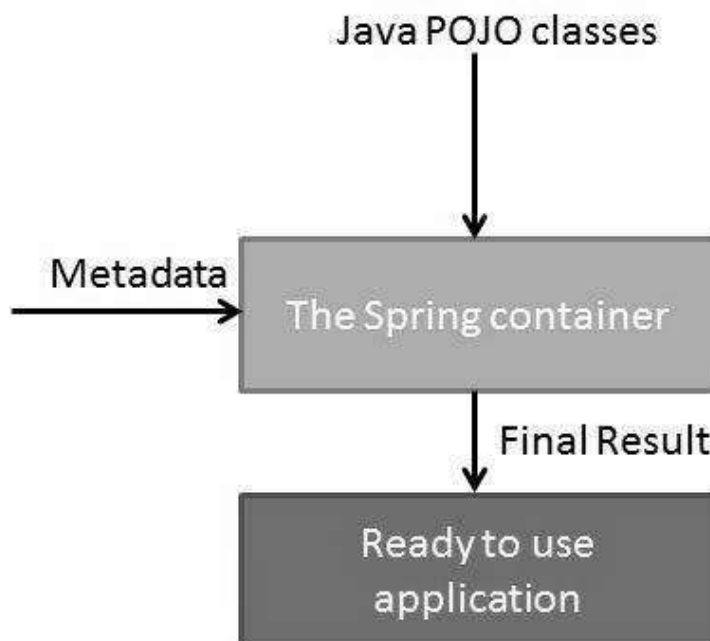 Java POJO classes
Metadata
The Spring container
Final Result
Ready to use
application